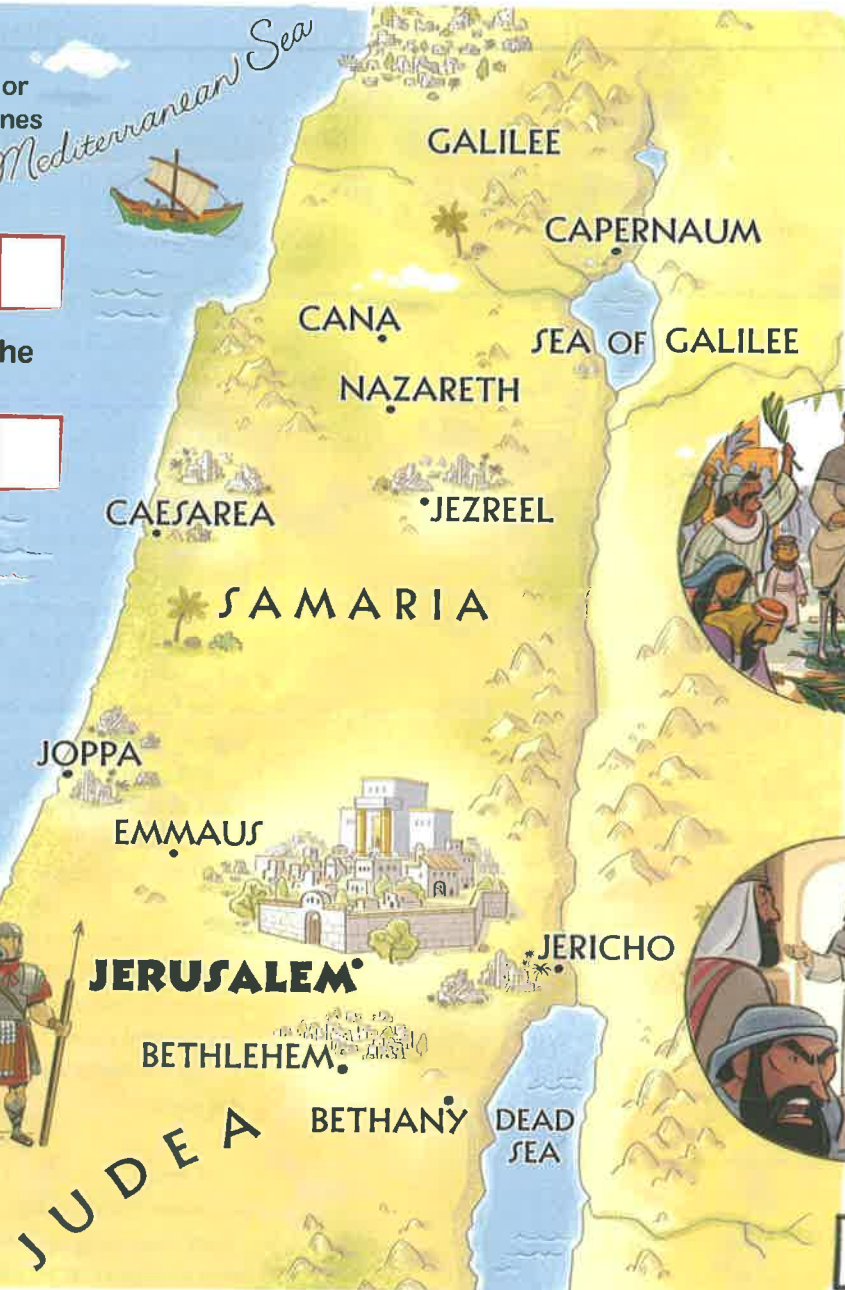 Mediterranean Sea
or
nes
GALILEE
CAPERNAUM
CANA
SEA OF GALILEE
he
NAZARETH
CAESAREA
JEZREEL
SAMARIA
JOPPA
EMMAUS
JERICHO
JERUSALEM
BETHLEHEM
BETHANY
DEAD
SEA
JUDEA